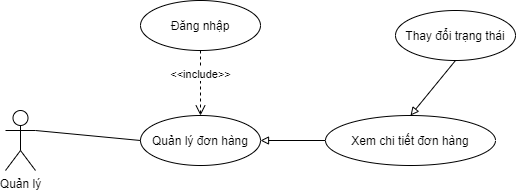 Đăng nhập
Thay đổi trạng thái
<<include>>
Quản lý đơn hàng
Xem chi tiết đơn hàng
Quản lý